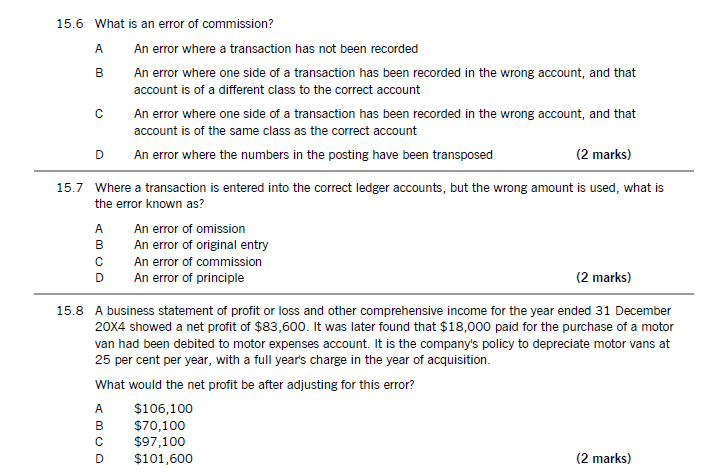 15.6 What is an error of commission?
A An error where a transaction has not been recorded
B An error where one side of a transaction has been recorded in the wrong account, and that
account is of a different class to the correct account
C An error where one side of a transaction has been recorded in the wrong account, and that
account is of the same class as the correct account
D An error where the numbers in the posting have been transposed (2 marks)
15.7 Where a transaction is entered into the correct ledger accounts, but the wrong amount is used, what is
the error known as?
A An error of omission
B An error of original entry
C An error of commission
D An error of principle (2 marks)
15.8 A business statement of profit or loss and other comprehensive income for the year ended 31 December
20X4 showed a net profit of $83,600. It was later found that $18,000 paid for the purchase of a motor
van had been debited to motor expenses account. It is the company's policy to depreciate motor vans at
25 per cent per year, with a full year's charge in the year of acquisition.
What would the net profit be after adjusting for this error?
A $106,100
B $70,100
C $97,100
D $101,600 (2 marks)